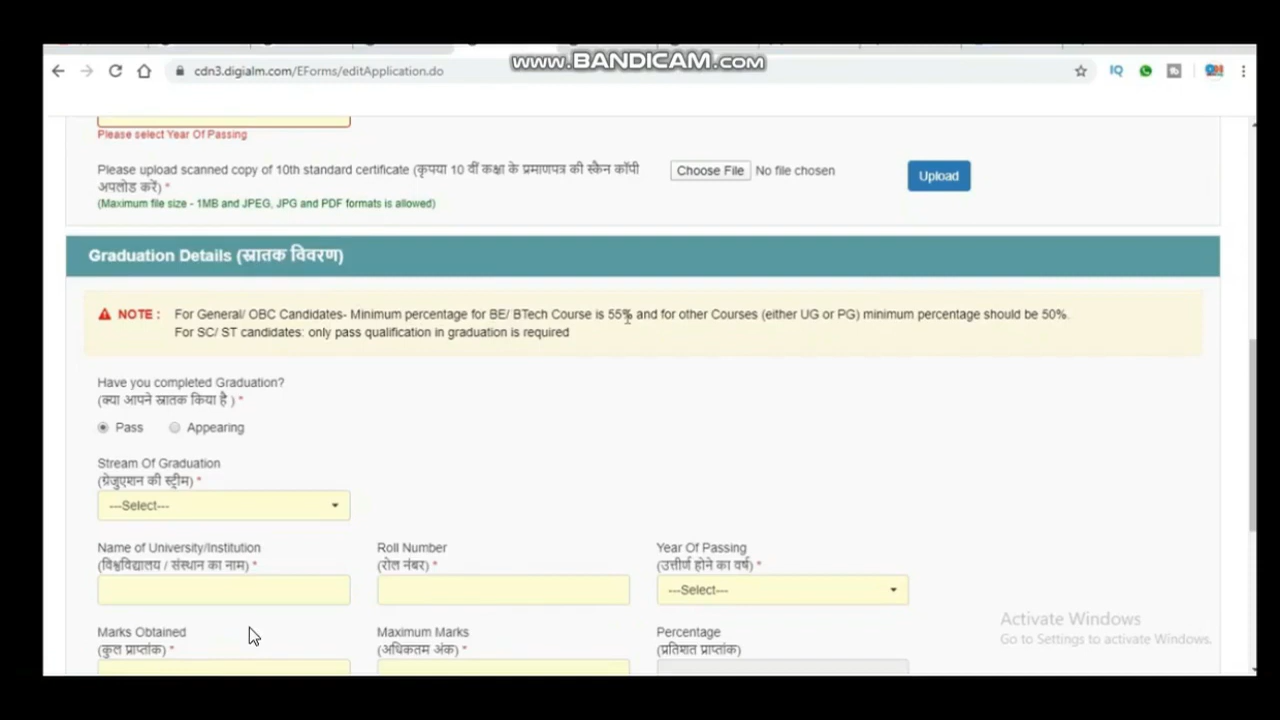 www.BANDICAM.com
cdn3.digialm.com/EForms/editApplication.do
IQ
Please select Year Of Passing
Please upload scanned copy of 10th standard certificate (कृपया 10 वीं कक्षा के प्रमाणपत्र की स्कैन कॉपी
अपलोड करें) *
Choose File No file chosen
Upload
(Maximum file size - 1MB and JPEG, JPG and PDF formats is allowed)
Graduation Details (स्नातक विवरण)
NOTE : For General/ OBC Candidates- Minimum percentage for BE/ BTech Course is 55% and for other Courses (either UG or PG) minimum percentage should be 50%.
For SC/ ST candidates: only pass qualification in graduation is required
Have you completed Graduation?
(क्या आपने स्नातक किया है ) *
Pass Appearing
Stream Of Graduation
(ग्रेजुएशन की स्ट्रीम) *
---Select---
Name of University/Institution Roll Number Year Of Passing
(विश्वविद्यालय / संस्थान का नाम) * (रोल नंबर) * (उत्तीर्ण होने का वर्ष) *
---Select---
Marks Obtained Maximum Marks Percentage
(कुल प्राप्तांक) * (अधिकतम अंक) * (प्रतिशत प्राप्तांक)
Activate Windows
Go to Settings to activate Windows.